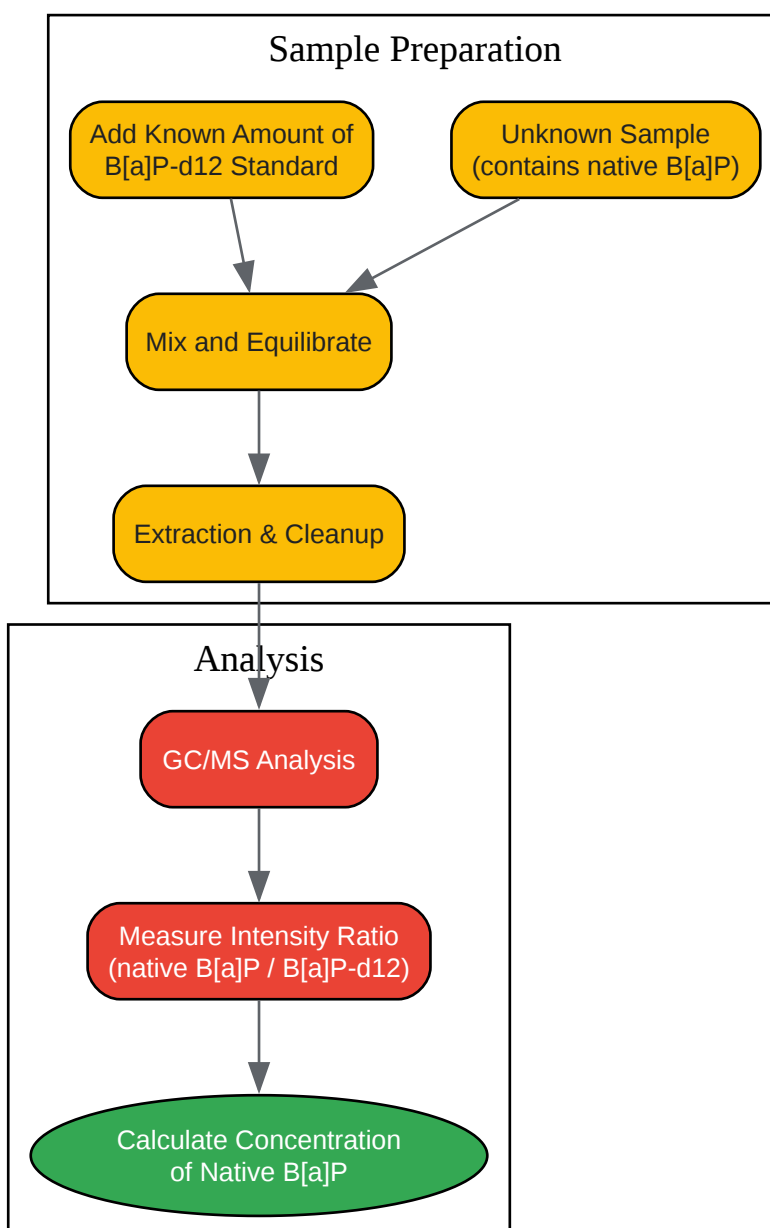 Sample Preparation
Add Known Amount of
B[a]P-d12 Standard
Unknown Sample
(contains native B[a]P)
Mix and Equilibrate
Extraction & Cleanup
Analysis
GC/MS Analysis
Measure Intensity Ratio
(native B[a]P / B[a]P-d12)
Calculate Concentration
of Native B[a]P